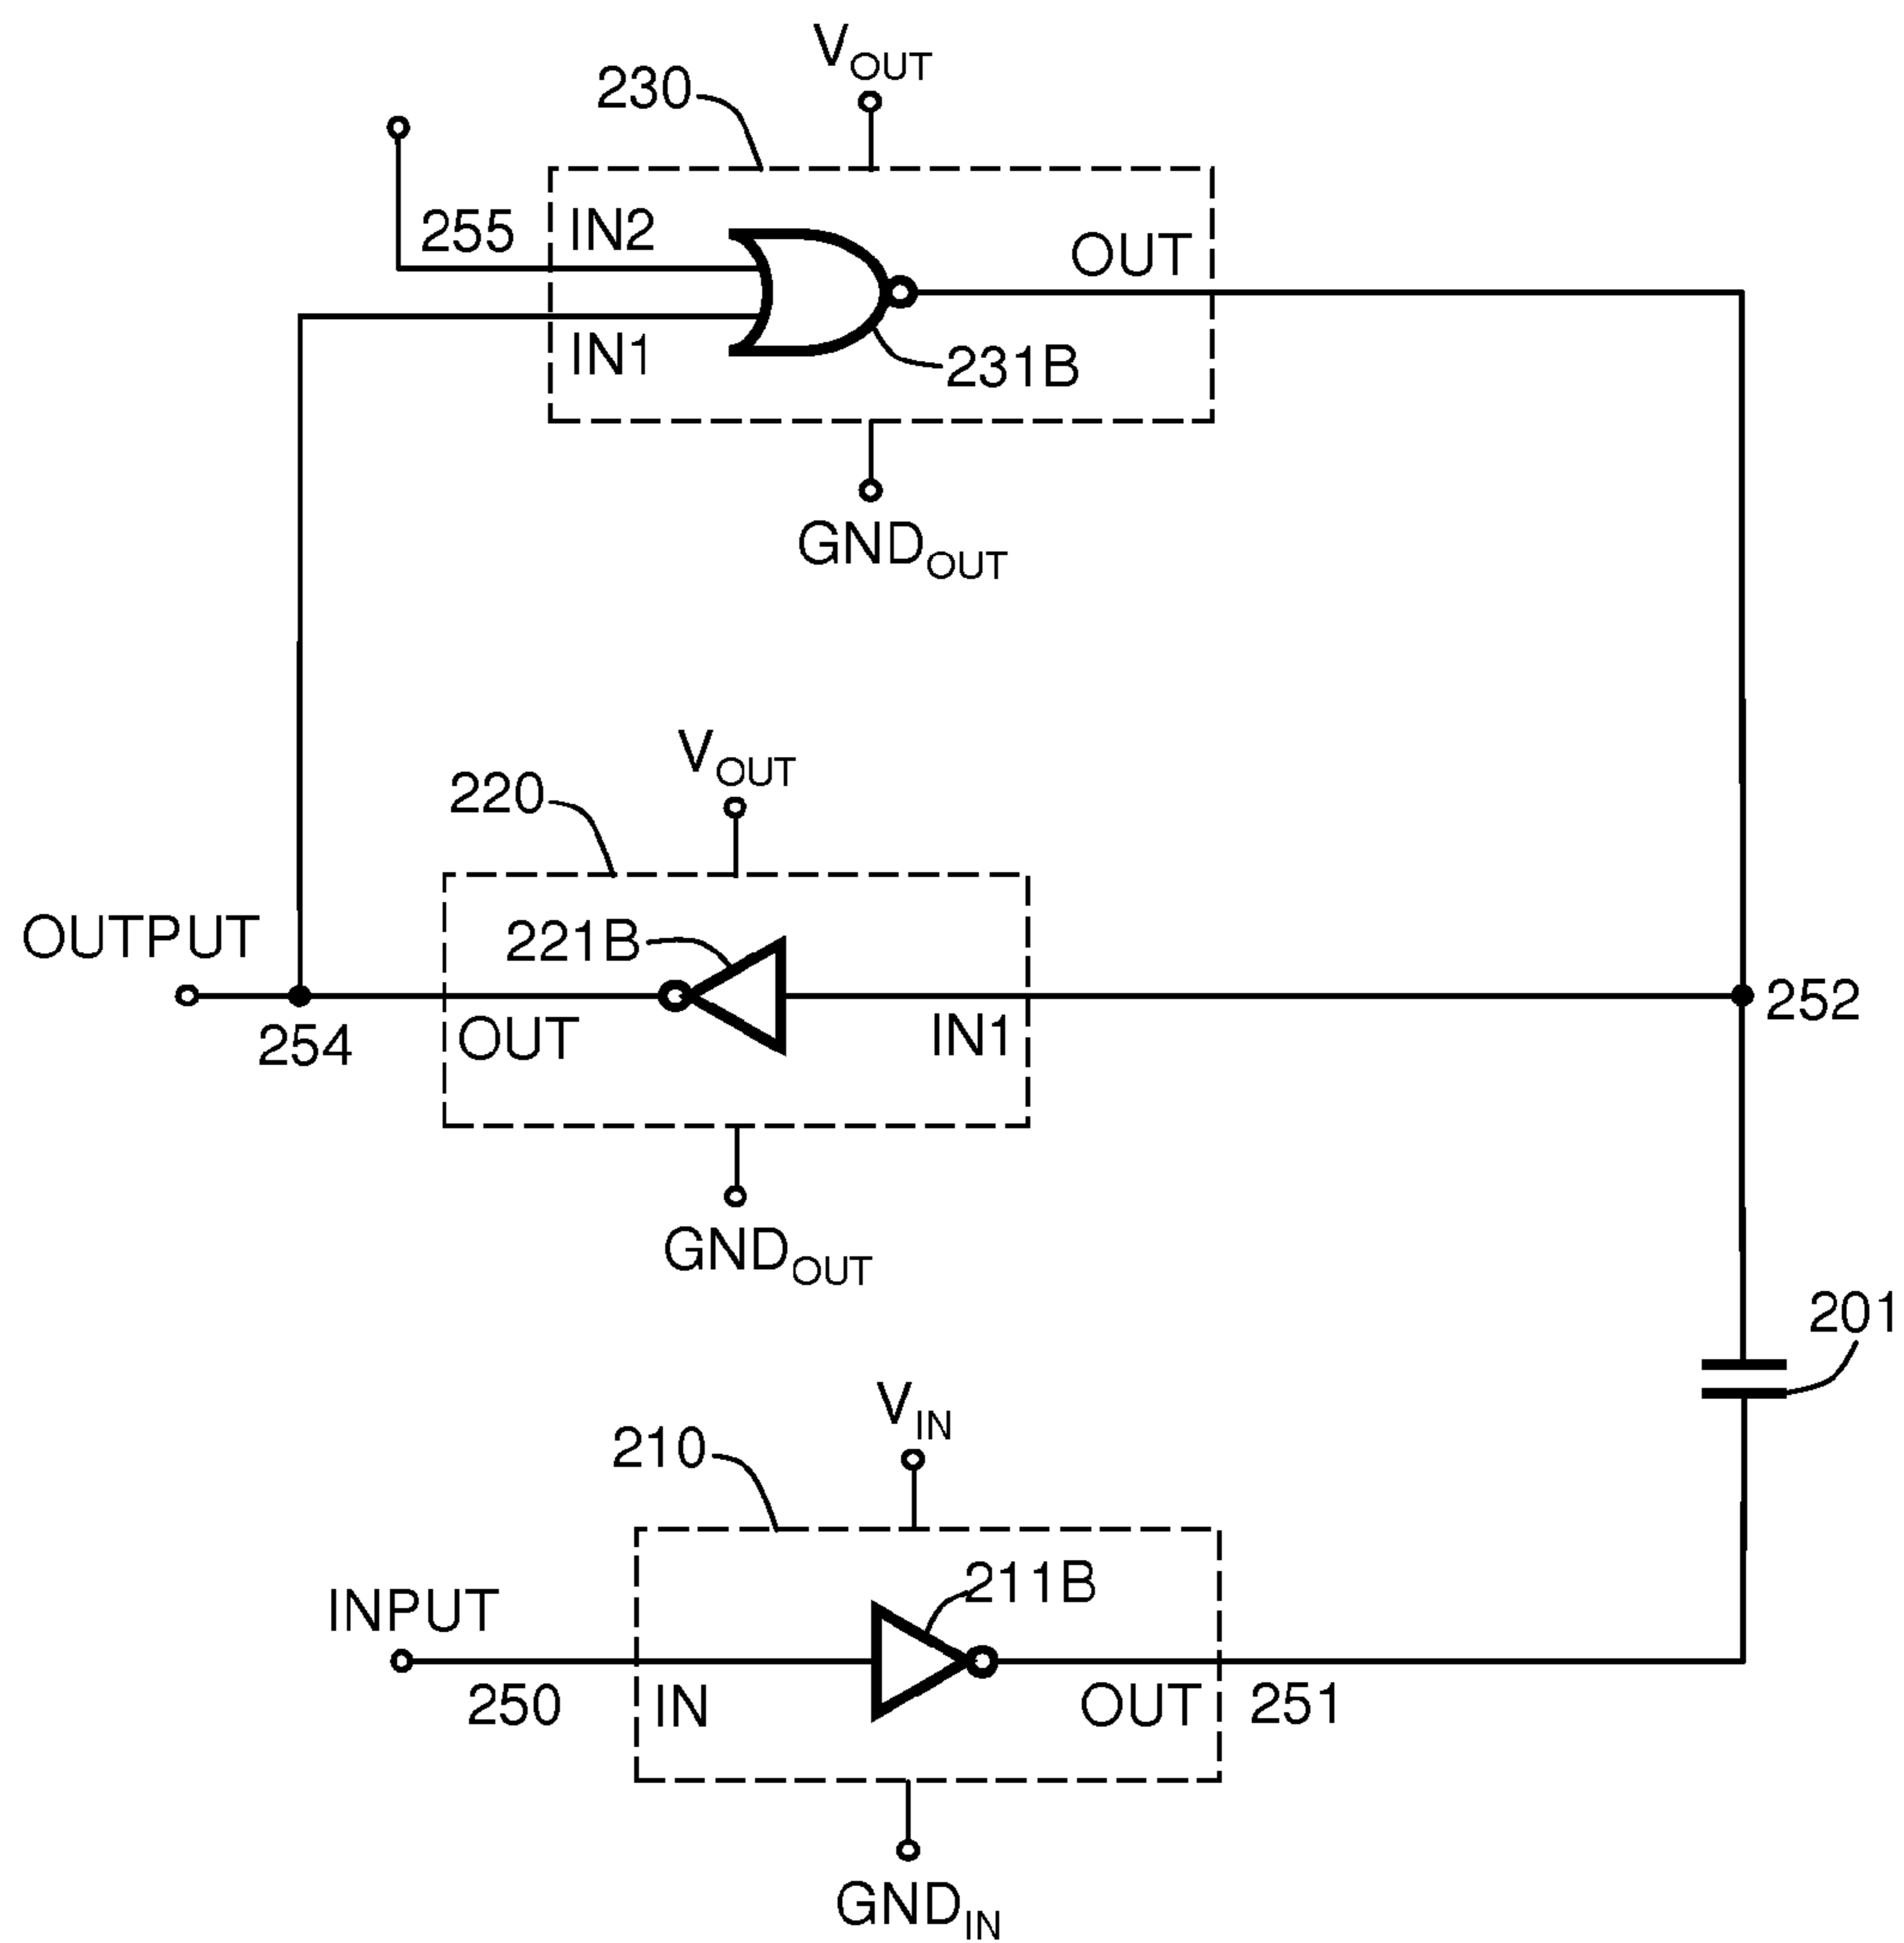 V_OUT
230
255
IN2
OUT
IN1
231B
GND_OUT
V_OUT
220
OUTPUT
221B
252
254
OUT
IN1
GND_OUT
201
V_IN
210
211B
INPUT
250
IN
OUT
251
GND_IN